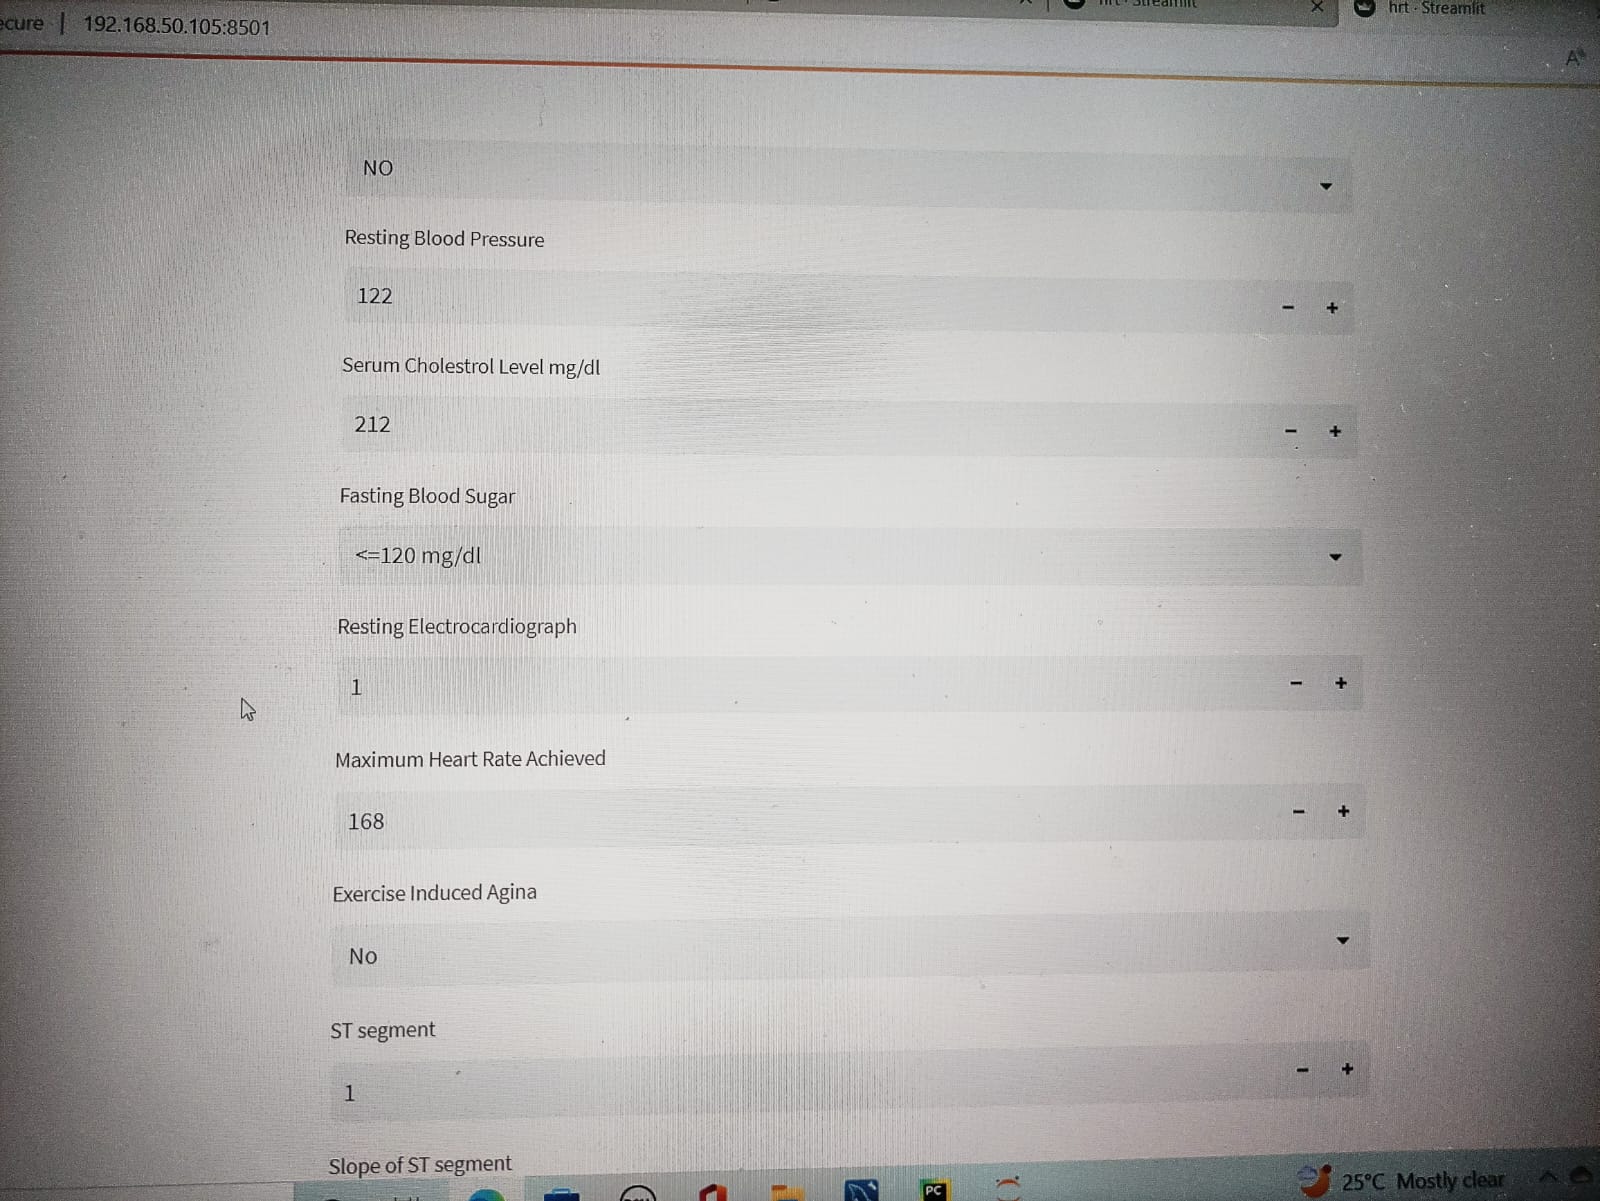 192.168.50.105:8501
hrt - Streamlit
NO
Resting Blood Pressure
122
Serum Cholestrol Level mg/dl
212
Fasting Blood Sugar
<=120 mg/dl
Resting Electrocardiograph
1
Maximum Heart Rate Achieved
168
Exercise Induced Agina
No
ST segment
1
Slope of ST segment
PC
25°C Mostly clear